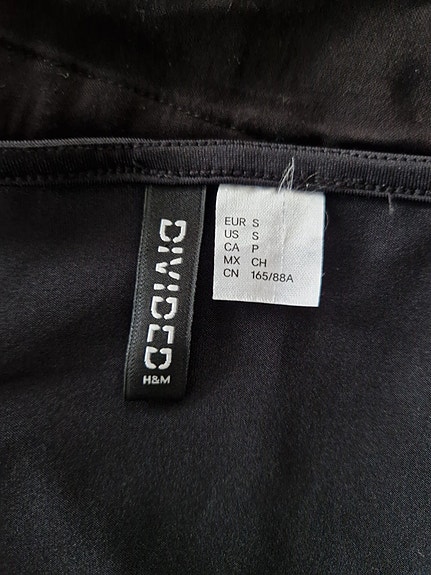 DIVIDED
H&M
EUR S
US S
CA P
MX CH
CN 165/88A